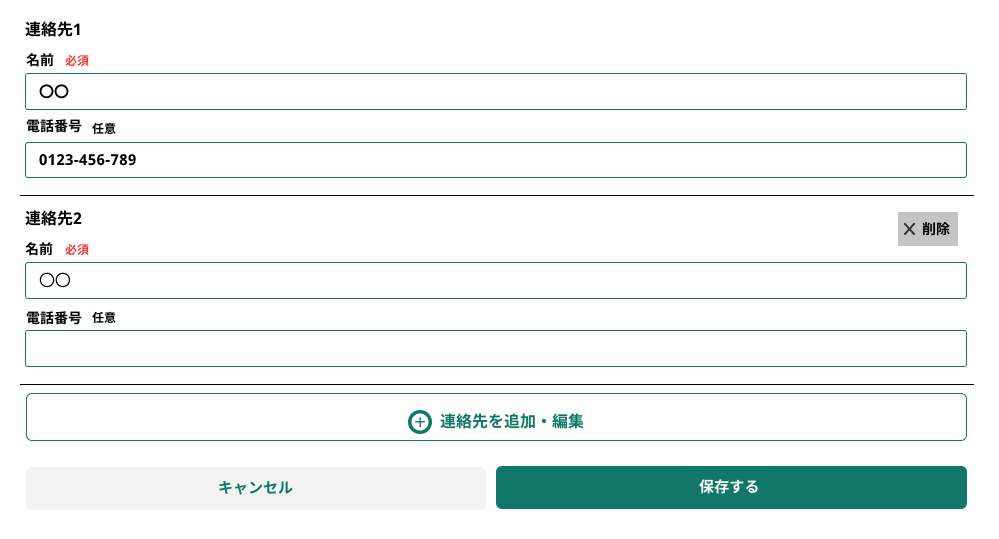 連絡先1
名前 必須
〇〇
電話番号 任意
0123-456-789
連絡先2
✕ 削除
名前 必須
〇〇
電話番号 任意
連絡先を追加・編集
キャンセル
保存する